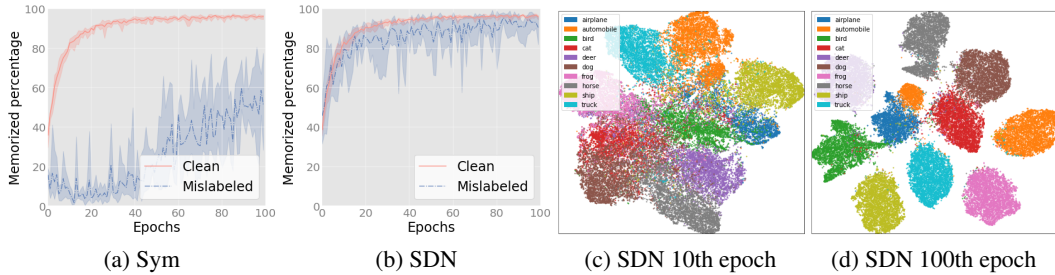 Memorized percentage
100
80
60
40
20
0
Clean
Mislabeled
0 20 40 60 80 100
Epochs
(a) Sym
Memorized percentage
100
80
60
40
20
0
Clean
Mislabeled
0 20 40 60 80 100
Epochs
(b) SDN
airplane
automobile
bird
cat
deer
dog
frog
horse
ship
truck
(c) SDN 10th epoch
airplane
automobile
bird
cat
deer
dog
frog
horse
ship
truck
(d) SDN 100th epoch